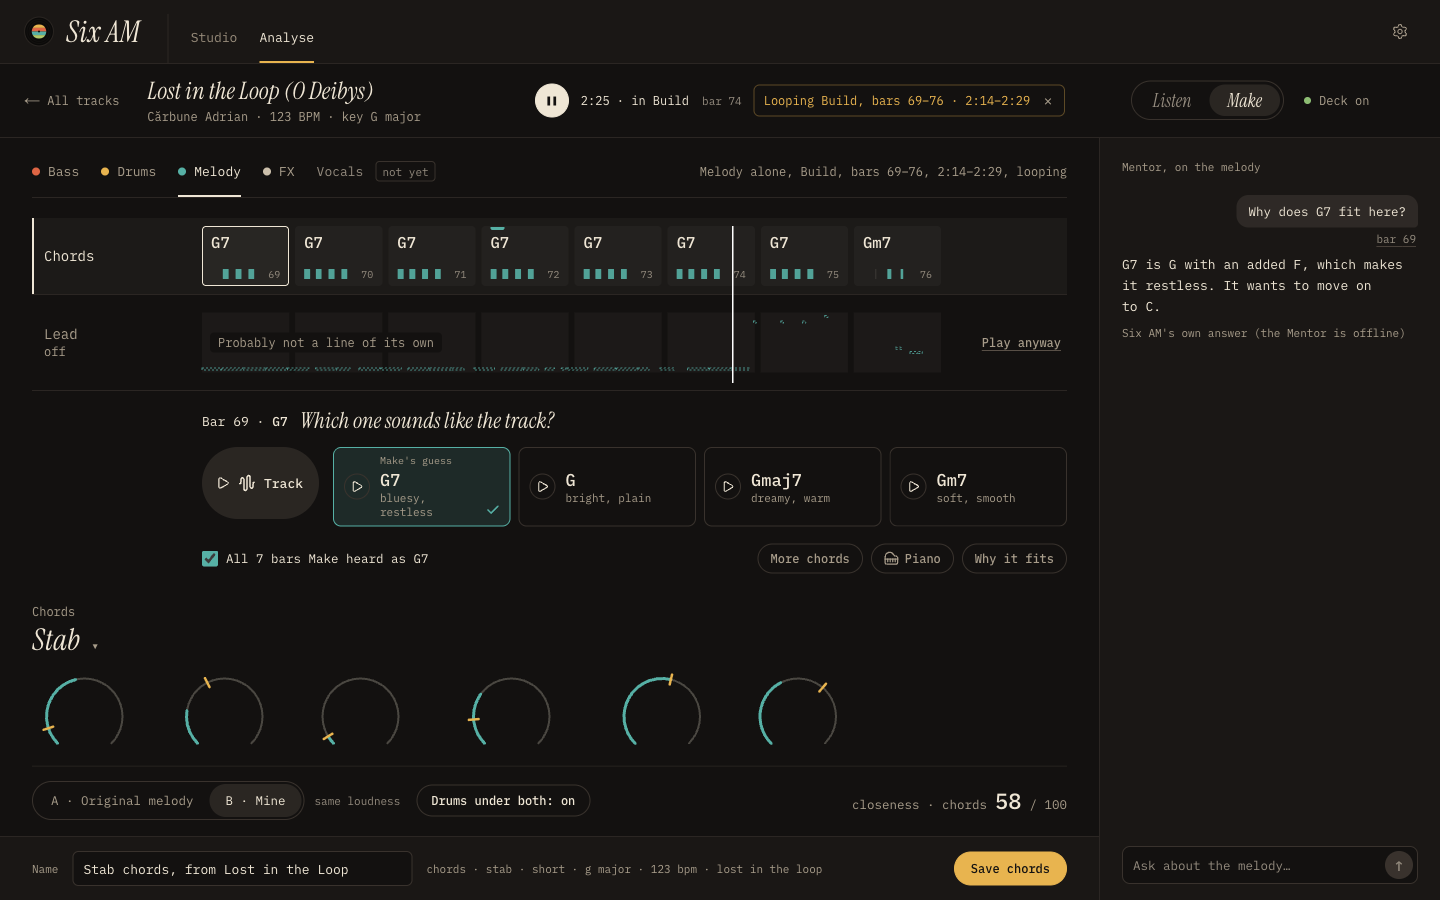 Six AM
Studio
Analyse
← All tracks
Lost in the Loop (O Deibys)
Cărbune Adrian · 123 BPM · key G major
2:25 · in Build bar 74
Looping Build, bars 69–76 · 2:14–2:29 ×
Listen
Make
Deck on
Bass
Drums
Melody
FX
Vocals not yet
Melody alone, Build, bars 69–76, 2:14–2:29, looping
Chords
G7 69
G7 70
G7 71
G7 72
G7 73
G7 74
G7 75
Gm7 76
Lead
off
Probably not a line of its own
Play anyway
Bar 69 · G7 Which one sounds like the track?
Track
Make's guess
G7
bluesy,
restless
G
bright, plain
Gmaj7
dreamy, warm
Gm7
soft, smooth
All 7 bars Make heard as G7
More chords
Piano
Why it fits
Chords
Stab
A · Original melody
B · Mine
same loudness
Drums under both: on
closeness · chords 58 / 100
Name
Stab chords, from Lost in the Loop
chords · stab · short · g major · 123 bpm · lost in the loop
Save chords
Mentor, on the melody
Why does G7 fit here?
bar 69
G7 is G with an added F, which makes
it restless. It wants to move on
to C.
Six AM's own answer (the Mentor is offline)
Ask about the melody…